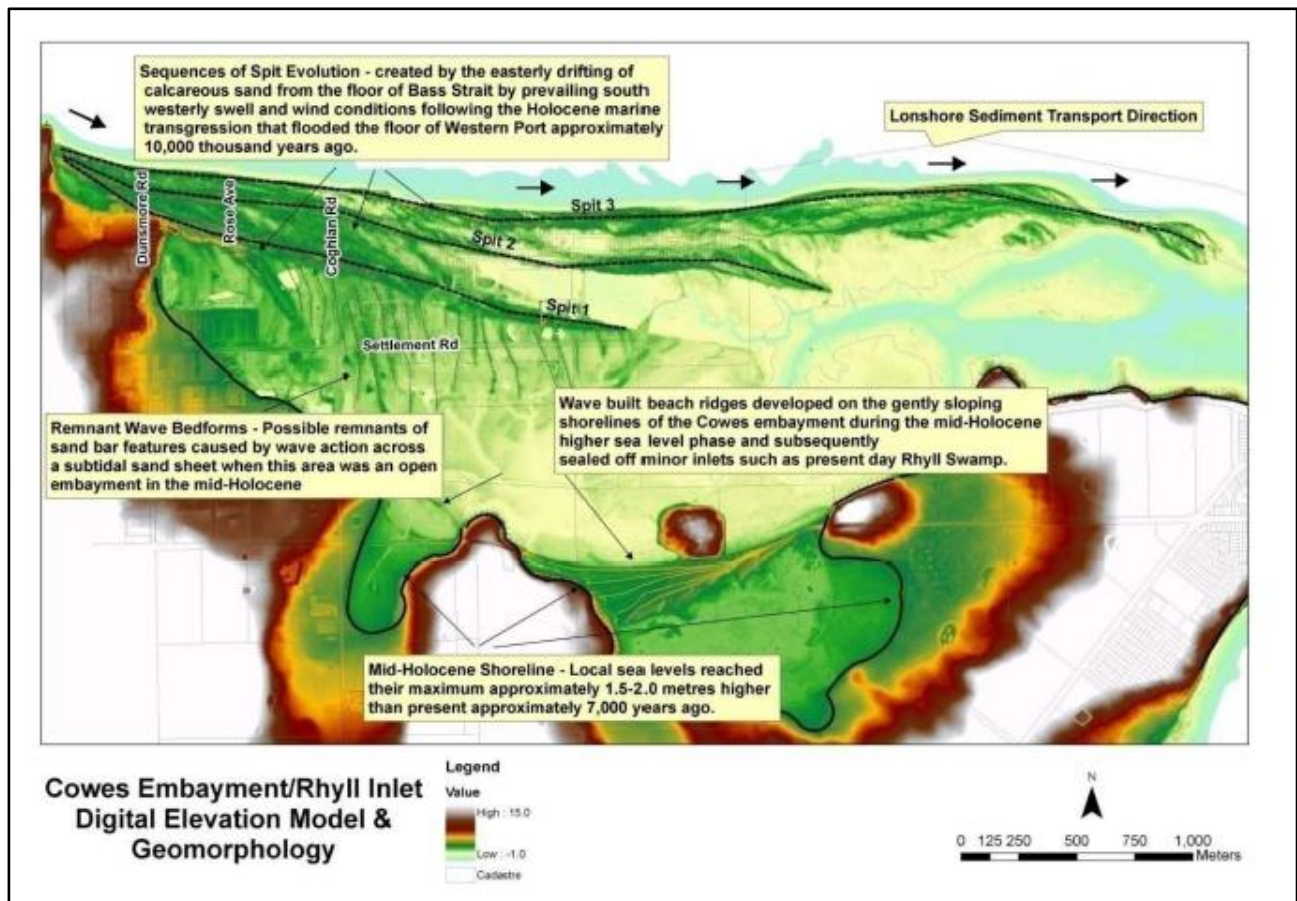 Sequences of Spit Evolution - created by the easterly drifting of
calcareous sand from the floor of Bass Strait by prevailing south
westerly swell and wind conditions following the Holocene marine
transgression that flooded the floor of Western Port approximately
10,000 thousand years ago.
Lonshore Sediment Transport Direction
Dunsmore Rd
Rose Ave
Coghlan Rd
Spit 3
Spit 2
Spit 1
Settlement Rd
Remnant Wave Bedforms - Possible remnants of
sand bar features caused by wave action across
a subtidal sand sheet when this area was an open
embayment in the mid-Holocene
Wave built beach ridges developed on the gently sloping
shorelines of the Cowes embayment during the mid-Holocene
higher sea level phase and subsequently
sealed off minor inlets such as present day Rhyll Swamp.
Mid-Holocene Shoreline - Local sea levels reached
their maximum approximately 1.5-2.0 metres higher
than present approximately 7,000 years ago.
Cowes Embayment/Rhyll Inlet
Digital Elevation Model &
Geomorphology
Legend
Value
High : 15.0
Low : -1.0
Cadastre
N
0 125 250 500 750 1,000
Meters